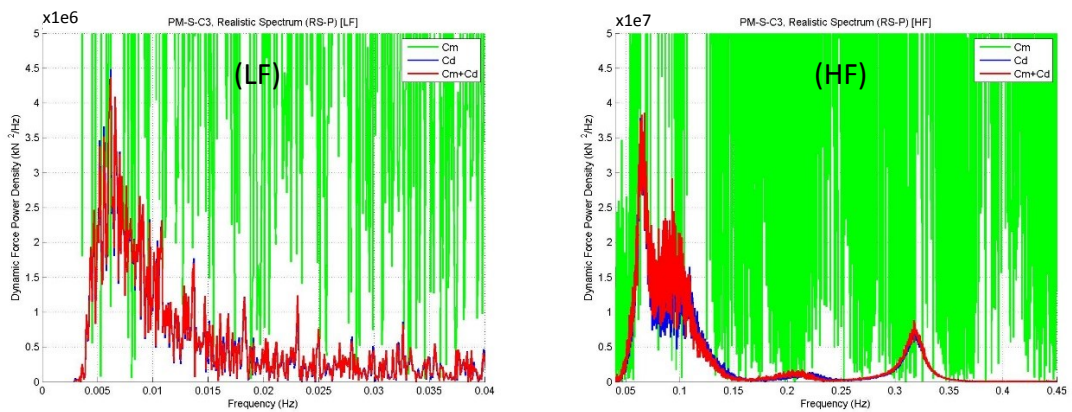 x1e6
PM-S-C3, Realistic Spectrum (RS-P) [LF]
5
4.5
4
3.5
3
2.5
2
1.5
1
0.5
0
Dynamic Force Power Density (kN^2/Hz)
(LF)
Cm
Cd
Cm+Cd
0 0.005 0.01 0.015 0.02 0.025 0.03 0.035 0.04
Frequency (Hz)
x1e7
PM-S-C3, Realistic Spectrum (RS-P) [HF]
5
4.5
4
3.5
3
2.5
2
1.5
1
0.5
0
Dynamic Force Power Density (kN^2/Hz)
(HF)
Cm
Cd
Cm+Cd
0.05 0.1 0.15 0.2 0.25 0.3 0.35 0.4 0.45
Frequency (Hz)